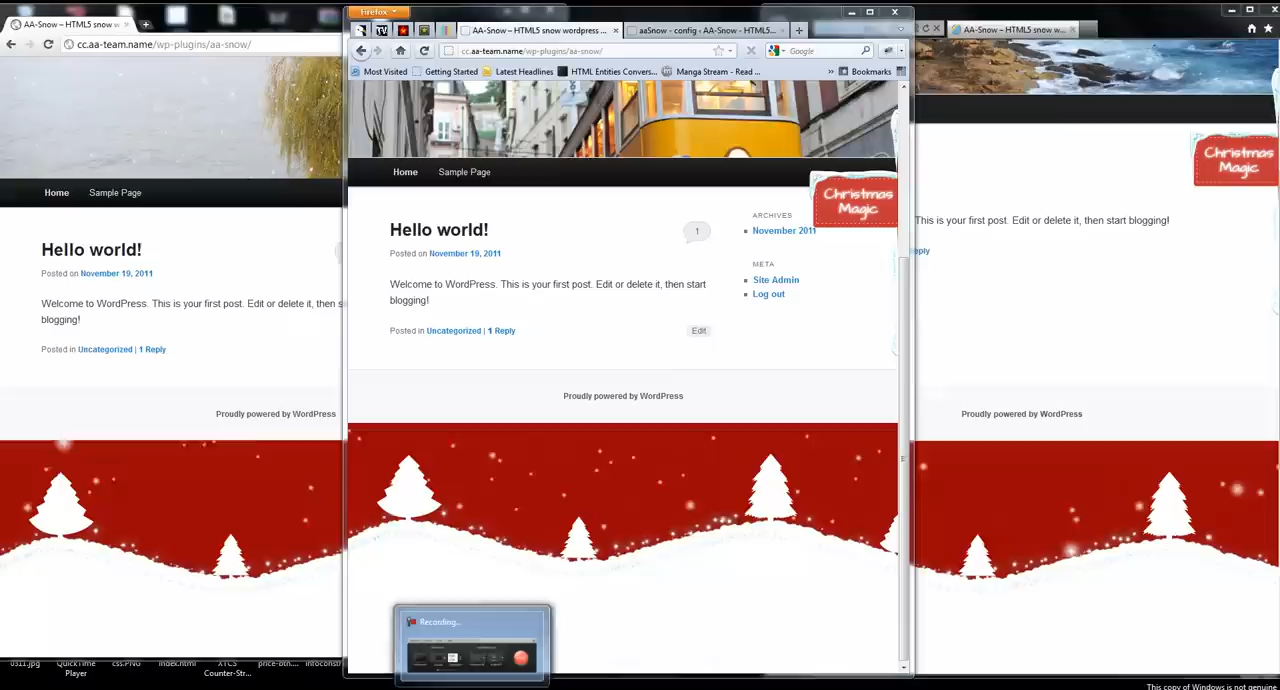 AA-Snow – HTML5 snow w
cc.aa-team.name/wp-plugins/aa-snow/
Home Sample Page
Hello world!
Posted on November 19, 2011
Welcome to WordPress. This is your first post. Edit or delete it, then s
blogging!
Posted in Uncategorized | 1 Reply
Proudly powered by WordPress
Firefox
AA-Snow – HTML5 snow wordpress ...
aaSnow - config ‹ AA-Snow - HTML5...
cc.aa-team.name/wp-plugins/aa-snow/
Google
Most Visited Getting Started Latest Headlines HTML Entities Convers... Manga Stream - Read ... » Bookmarks
Home Sample Page
Christmas
Magic
Hello world!
1
Posted on November 19, 2011
Welcome to WordPress. This is your first post. Edit or delete it, then start
blogging!
Posted in Uncategorized | 1 Reply
Edit
ARCHIVES
November 2011
META
Site Admin
Log out
Proudly powered by WordPress
AA-Snow – HTML5 snow w...
Christmas
Magic
This is your first post. Edit or delete it, then start blogging!
eply
Proudly powered by WordPress
Recording...
0311.jpg
QuickTime
Player
css.PNG
index.html
XTCS
Counter-Str...
price-btn....
infoconst
This copy of Windows is not genuine